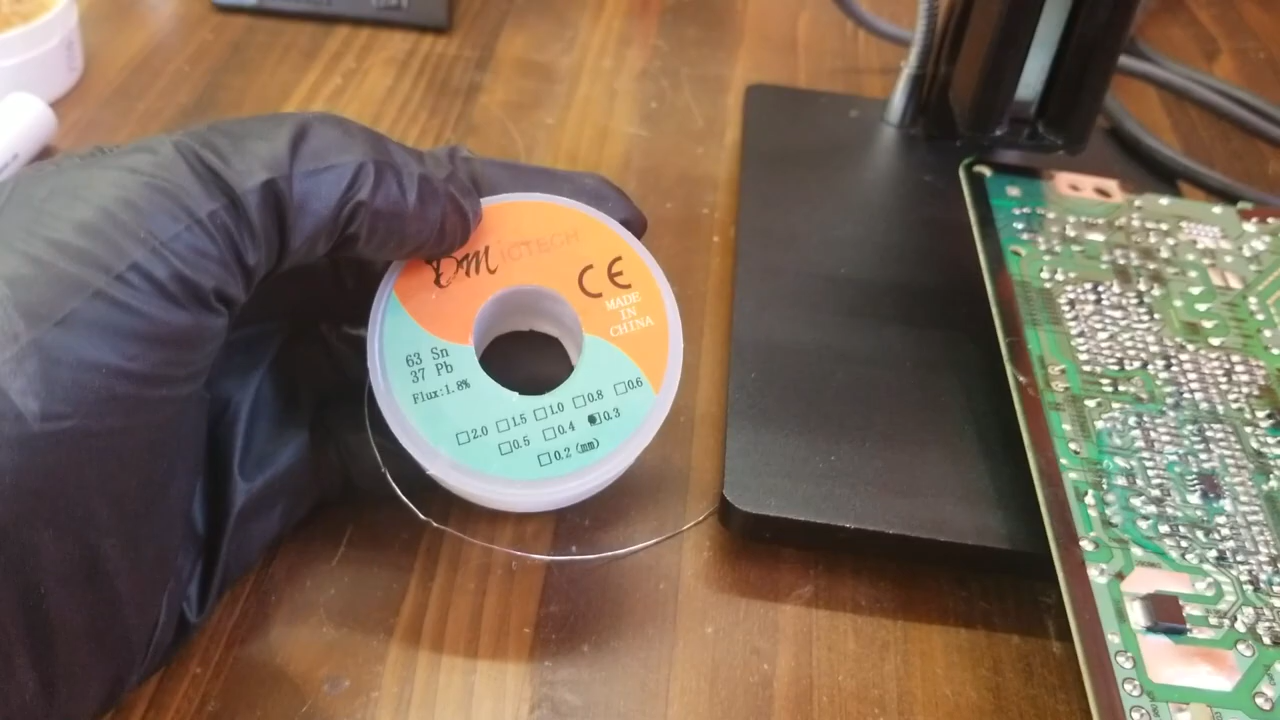 BMiOTECH
CE
MADE
IN
CHINA
63 Sn
37 Pb
Flux:1.8%
2.0 1.5 1.0 0.8 0.6
0.5 0.4 0.3
0.2 (mm)